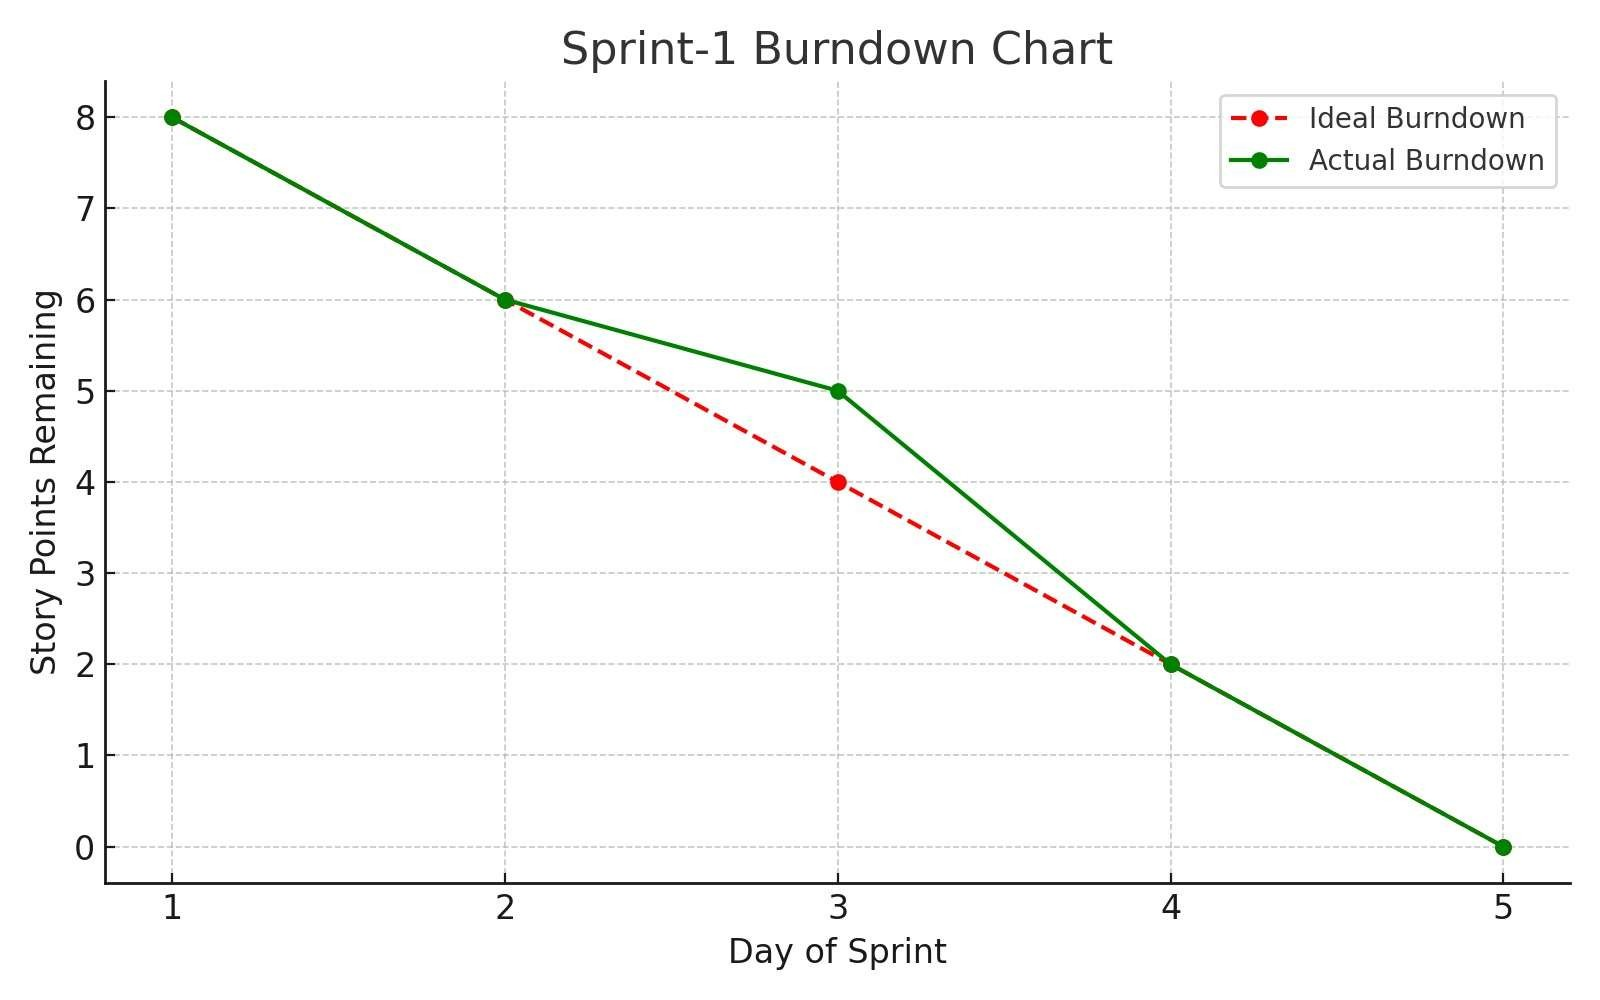 Sprint-1 Burndown Chart
Ideal Burndown
Actual Burndown
Story Points Remaining
8
7
6
5
4
3
2
1
0
1 2 3 4 5
Day of Sprint